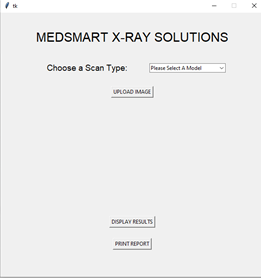 tk
MEDSMART X-RAY SOLUTIONS
Choose a Scan Type: Please Select A Model
UPLOAD IMAGE
DISPLAY RESULTS
PRINT REPORT